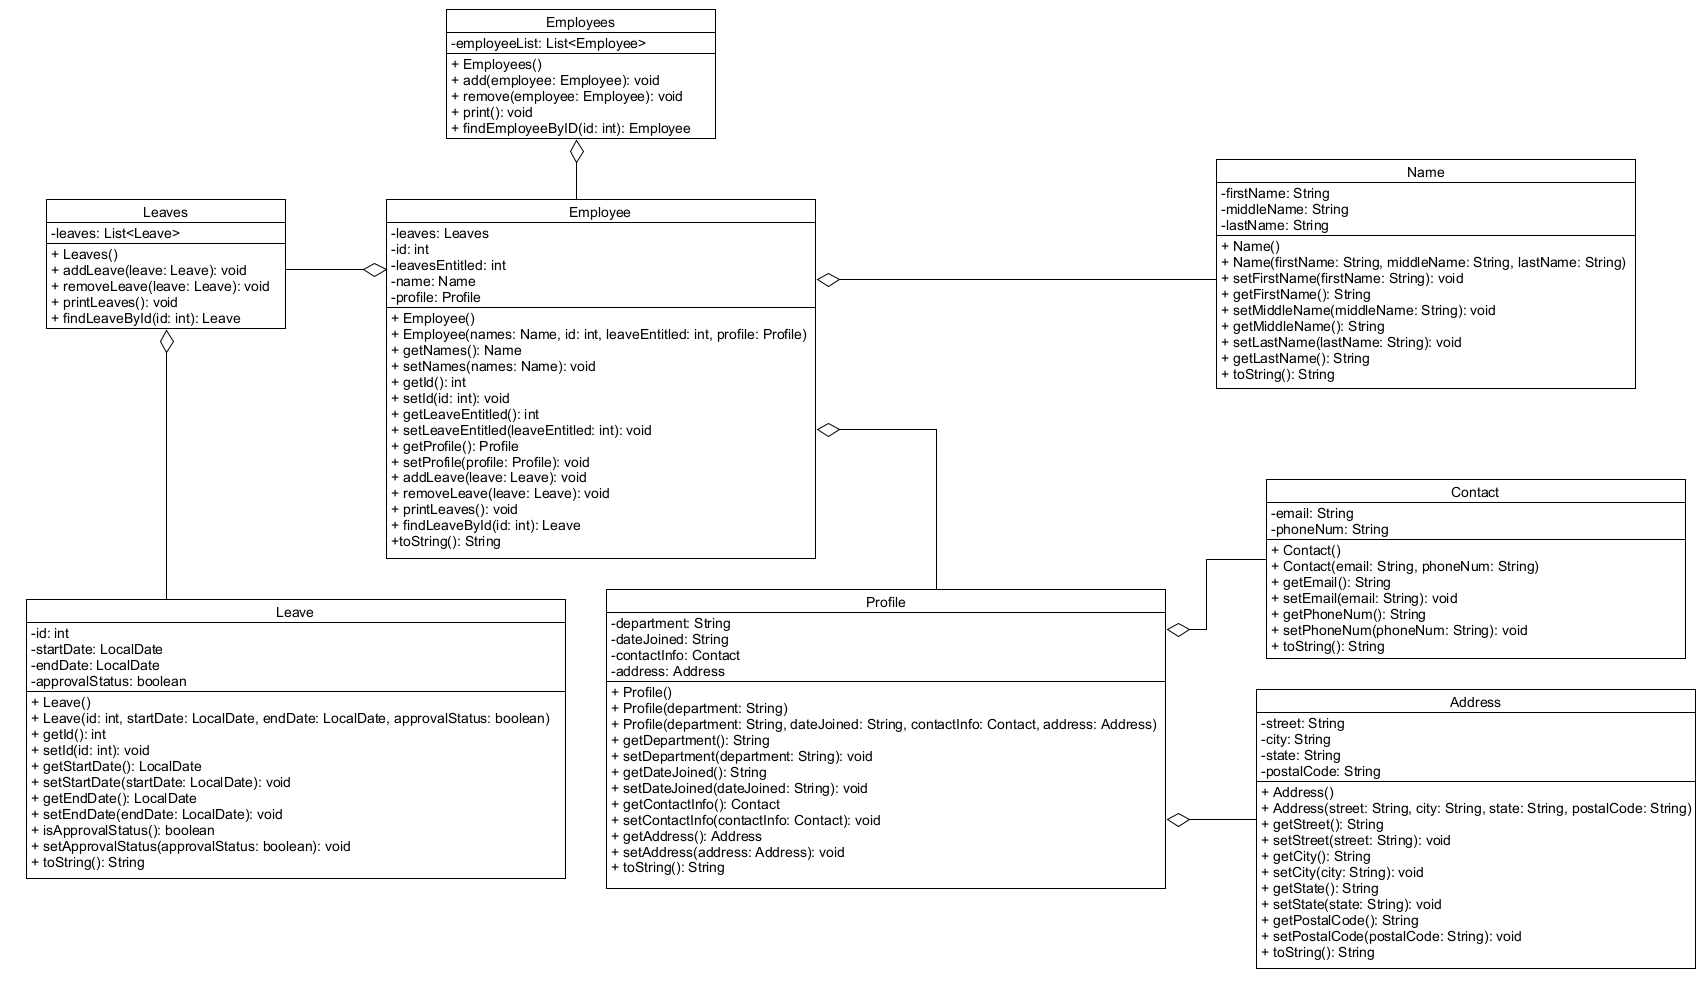 Employees
-employeeList: List<Employee>
+ Employees()
+ add(employee: Employee): void
+ remove(employee: Employee): void
+ print(): void
+ findEmployeeByID(id: int): Employee
Leaves
-leaves: List<Leave>
+ Leaves()
+ addLeave(leave: Leave): void
+ removeLeave(leave: Leave): void
+ printLeaves(): void
+ findLeaveById(id: int): Leave
Employee
-leaves: Leaves
-id: int
-leavesEntitled: int
-name: Name
-profile: Profile
+ Employee()
+ Employee(names: Name, id: int, leaveEntitled: int, profile: Profile)
+ getNames(): Name
+ setNames(names: Name): void
+ getId(): int
+ setId(id: int): void
+ getLeaveEntitled(): int
+ setLeaveEntitled(leaveEntitled: int): void
+ getProfile(): Profile
+ setProfile(profile: Profile): void
+ addLeave(leave: Leave): void
+ removeLeave(leave: Leave): void
+ printLeaves(): void
+ findLeaveById(id: int): Leave
+toString(): String
Name
-firstName: String
-middleName: String
-lastName: String
+ Name()
+ Name(firstName: String, middleName: String, lastName: String)
+ setFirstName(firstName: String): void
+ getFirstName(): String
+ setMiddleName(middleName: String): void
+ getMiddleName(): String
+ setLastName(lastName: String): void
+ getLastName(): String
+ toString(): String
Contact
-email: String
-phoneNum: String
+ Contact()
+ Contact(email: String, phoneNum: String)
+ getEmail(): String
+ setEmail(email: String): void
+ getPhoneNum(): String
+ setPhoneNum(phoneNum: String): void
+ toString(): String
Leave
-id: int
-startDate: LocalDate
-endDate: LocalDate
-approvalStatus: boolean
+ Leave()
+ Leave(id: int, startDate: LocalDate, endDate: LocalDate, approvalStatus: boolean)
+ getId(): int
+ setId(id: int): void
+ getStartDate(): LocalDate
+ setStartDate(startDate: LocalDate): void
+ getEndDate(): LocalDate
+ setEndDate(endDate: LocalDate): void
+ isApprovalStatus(): boolean
+ setApprovalStatus(approvalStatus: boolean): void
+ toString(): String
Profile
-department: String
-dateJoined: String
-contactInfo: Contact
-address: Address
+ Profile()
+ Profile(department: String)
+ Profile(department: String, dateJoined: String, contactInfo: Contact, address: Address)
+ getDepartment(): String
+ setDepartment(department: String): void
+ getDateJoined(): String
+ setDateJoined(dateJoined: String): void
+ getContactInfo(): Contact
+ setContactInfo(contactInfo: Contact): void
+ getAddress(): Address
+ setAddress(address: Address): void
+ toString(): String
Address
-street: String
-city: String
-state: String
-postalCode: String
+ Address()
+ Address(street: String, city: String, state: String, postalCode: String)
+ getStreet(): String
+ setStreet(street: String): void
+ getCity(): String
+ setCity(city: String): void
+ getState(): String
+ setState(state: String): void
+ getPostalCode(): String
+ setPostalCode(postalCode: String): void
+ toString(): String